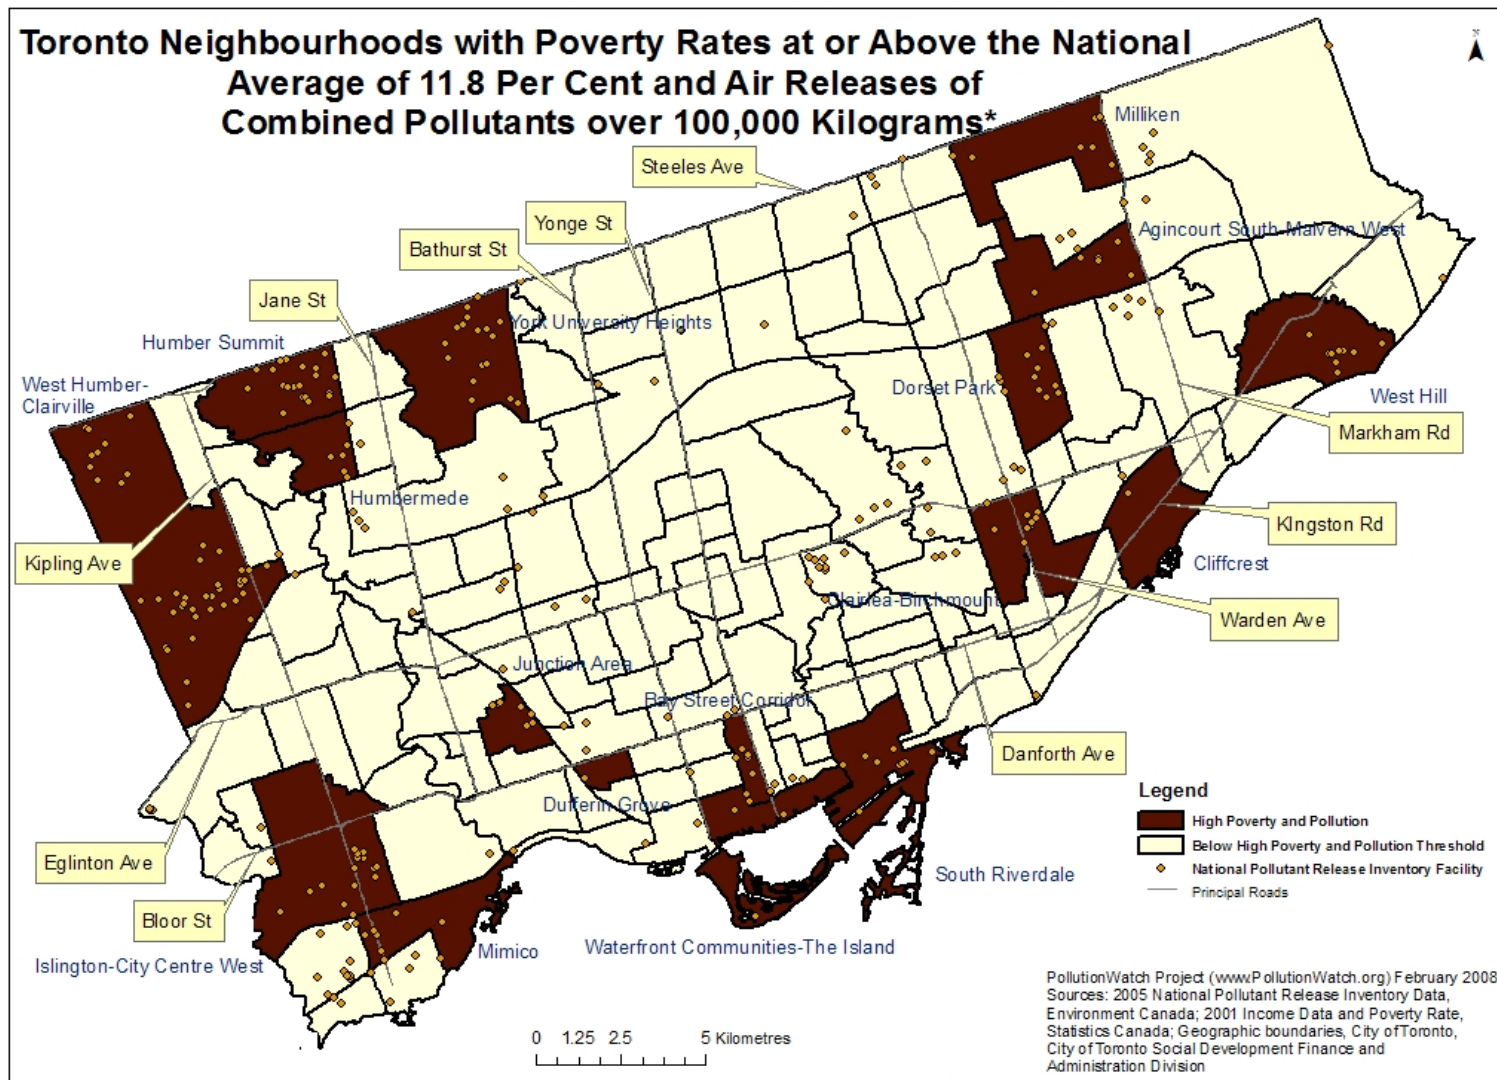 Toronto Neighbourhoods with Poverty Rates at or Above the National
Average of 11.8 Per Cent and Air Releases of
Combined Pollutants over 100,000 Kilograms*
N
Milliken
Steeles Ave
Yonge St
Bathurst St
Agincourt South-Malvern West
Jane St
York University Heights
Humber Summit
West Humber-
Clairville
Dorset Park
West Hill
Markham Rd
Humbermede
KIngston Rd
Kipling Ave
Cliffcrest
Clairlea-Birchmount
Warden Ave
Junction Area
Bay Street Corridor
Danforth Ave
Dufferin Grove
Eglinton Ave
South Riverdale
Bloor St
Mimico
Waterfront Communities-The Island
Islington-City Centre West
Legend
High Poverty and Pollution
Below High Poverty and Pollution Threshold
National Pollutant Release Inventory Facility
Principal Roads
0 1.25 2.5 5 Kilometres
PollutionWatch Project (www.PollutionWatch.org) February 2008
Sources: 2005 National Pollutant Release Inventory Data,
Environment Canada; 2001 Income Data and Poverty Rate,
Statistics Canada; Geographic boundaries, City of Toronto,
City of Toronto Social Development Finance and
Administration Division